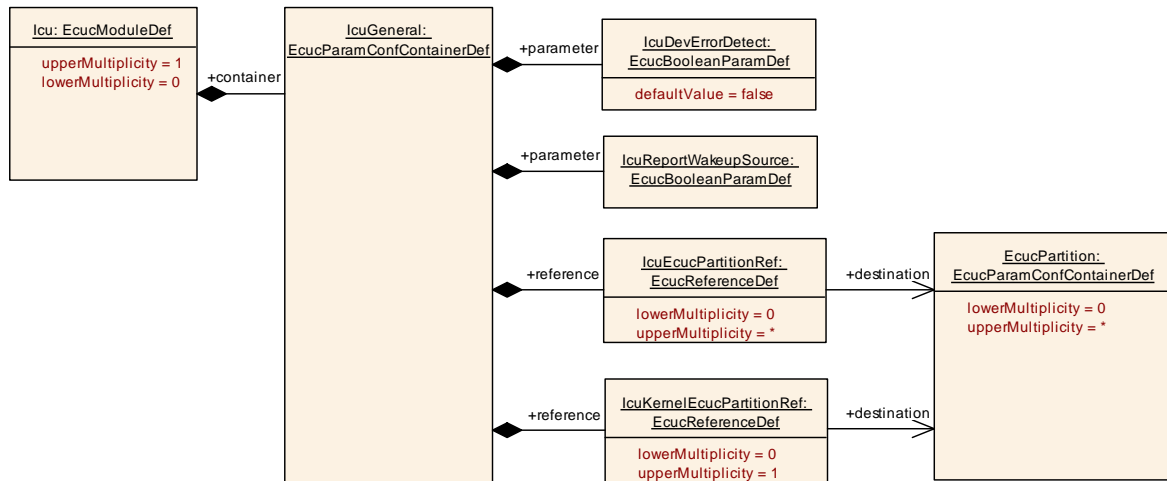 Icu: EcucModuleDef
upperMultiplicity = 1
lowerMultiplicity = 0
+container
IcuGeneral:
EcucParamConfContainerDef
+parameter
IcuDevErrorDetect:
EcucBooleanParamDef
defaultValue = false
+parameter
IcuReportWakeupSource:
EcucBooleanParamDef
+reference
IcuEcucPartitionRef:
EcucReferenceDef
lowerMultiplicity = 0
upperMultiplicity = *
+destination
EcucPartition:
EcucParamConfContainerDef
lowerMultiplicity = 0
upperMultiplicity = *
+reference
IcuKernelEcucPartitionRef:
EcucReferenceDef
lowerMultiplicity = 0
upperMultiplicity = 1
+destination